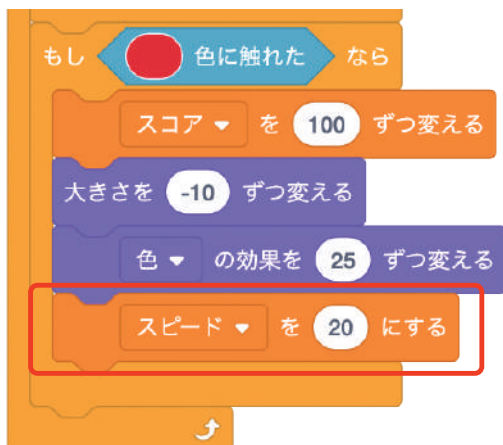 もし 色に触れた なら
スコア を 100 ずつ変える
大きさを -10 ずつ変える
色 の効果を 25 ずつ変える
スピード を 20 にする